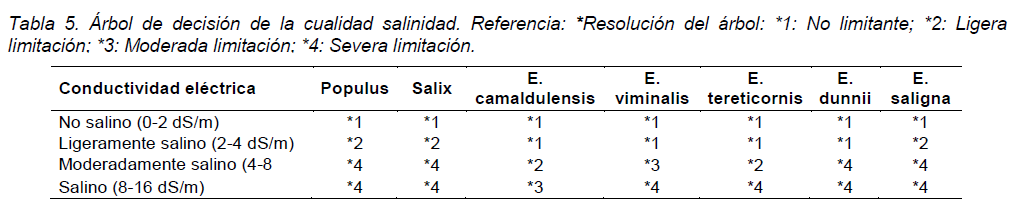 Tabla 5. Árbol de decisión de la cualidad salinidad. Referencia: *Resolución del árbol: *1: No limitante; *2: Ligera
limitación; *3: Moderada limitación; *4: Severa limitación.
Conductividad eléctrica Populus Salix E. camaldulensis E. viminalis E. tereticornis E. dunnii E. saligna
No salino (0-2 dS/m) *1 *1 *1 *1 *1 *1 *1
Ligeramente salino (2-4 dS/m) *2 *2 *1 *1 *1 *1 *2
Moderadamente salino (4-8 *4 *4 *2 *3 *2 *4 *4
Salino (8-16 dS/m) *4 *4 *3 *4 *4 *4 *4